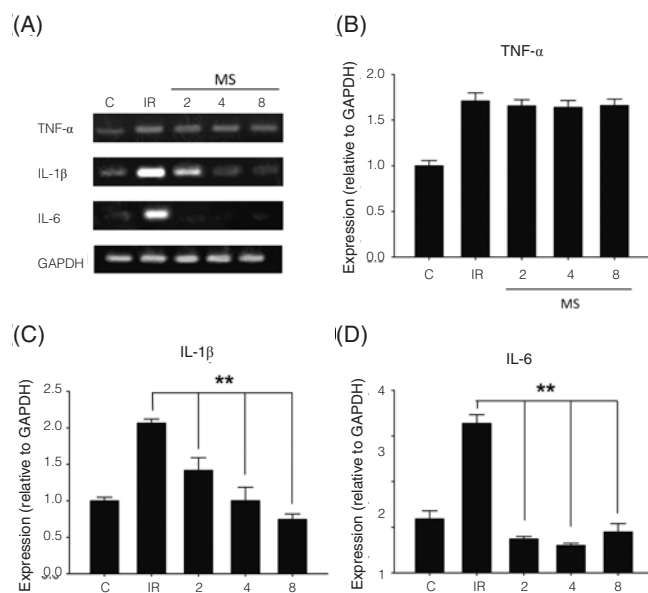 (A)
MS
C IR 2 4 8
TNF-α
IL-1β
IL-6
GAPDH
(B)
TNF-α
Expression (relative to GAPDH)
2.0
1.5
1.0
0.5
0.0
C IR 2 4 8
MS
(C)
IL-1β
**
Expression (relative to GAPDH)
2.5
2.0
1.5
1.0
0.5
0.0
C IR 2 4 8
(D)
IL-6
**
Expression (relative to GAPDH)
4
3
2
2
1
C IR 2 4 8